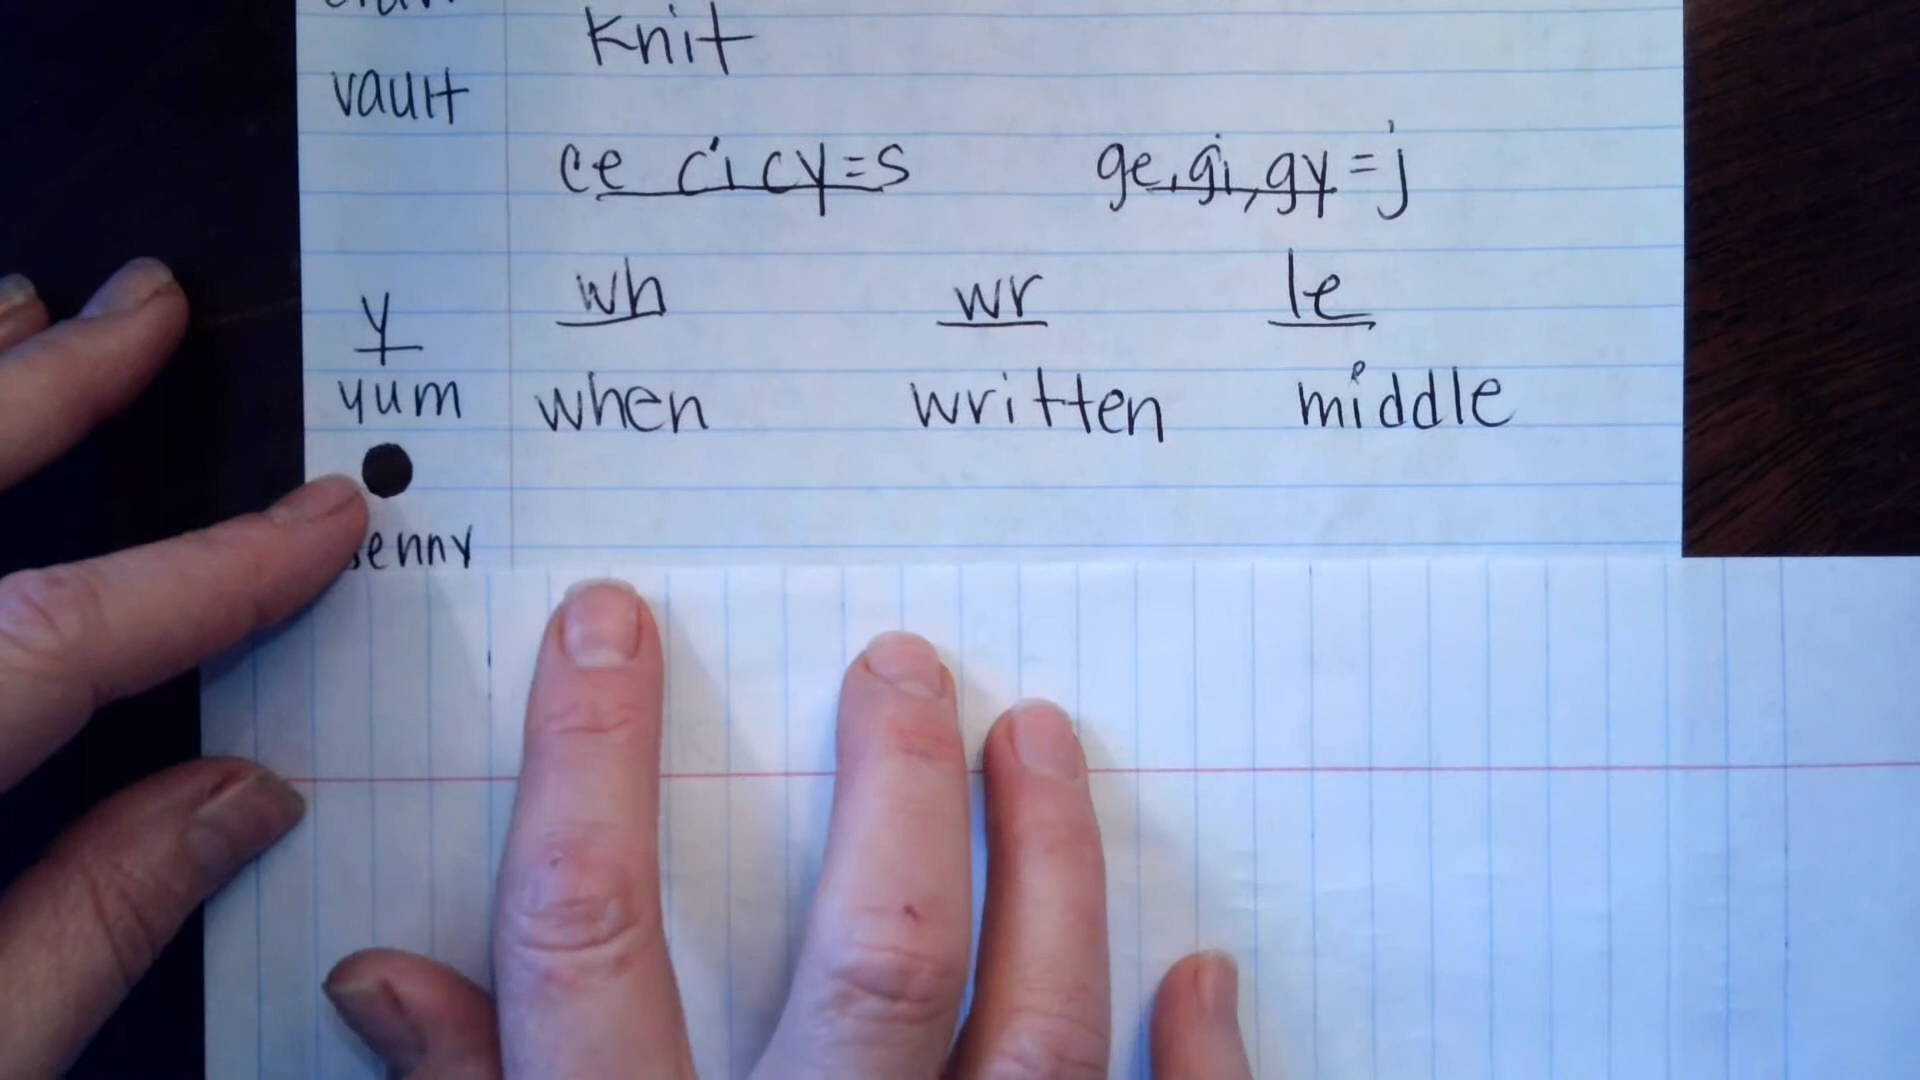 Knit
vault
ce ci cy=s ge, gi, gy=j
y wh wr le
yum when written middle